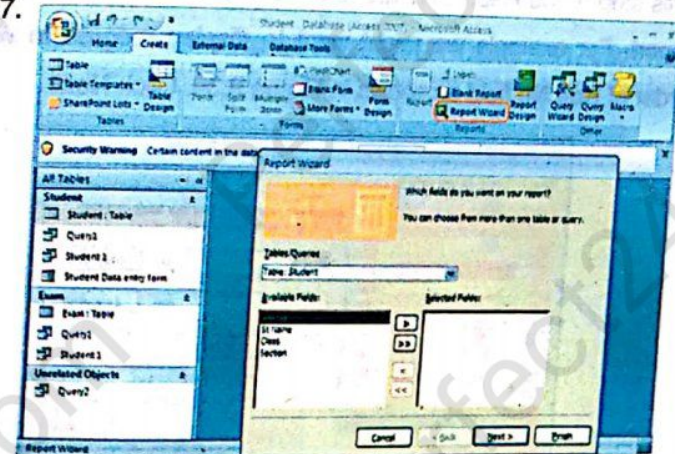 7.
Student : Database (Access 2007) - Microsoft Access
Home Create External Data Database Tools
Table
Table Templates
SharePoint Lists
Table Design
Tables
Form
Split Form
Multiple Items
PivotChart
Blank Form
More Forms
Form Design
Forms
Report
Labels
Blank Report
Report Wizard
Report Design
Reports
Query Wizard
Query Design
Macro
Other
Security Warning Certain content in the
All Tables
Student
Student : Table
Query1
Student 1
Student Data entry form
Exam
Exam : Table
Query1
Student 1
Unrelated Objects
Query2
Report Wizard
Report Wizard
Which fields do you want on your report?
You can choose from more than one table or query.
Tables/Queries
Table: Student
Available Fields:
Selected Fields:
St Name
Class
Section
>
>>
<
<<
Cancel
< Back
Next >
Finish